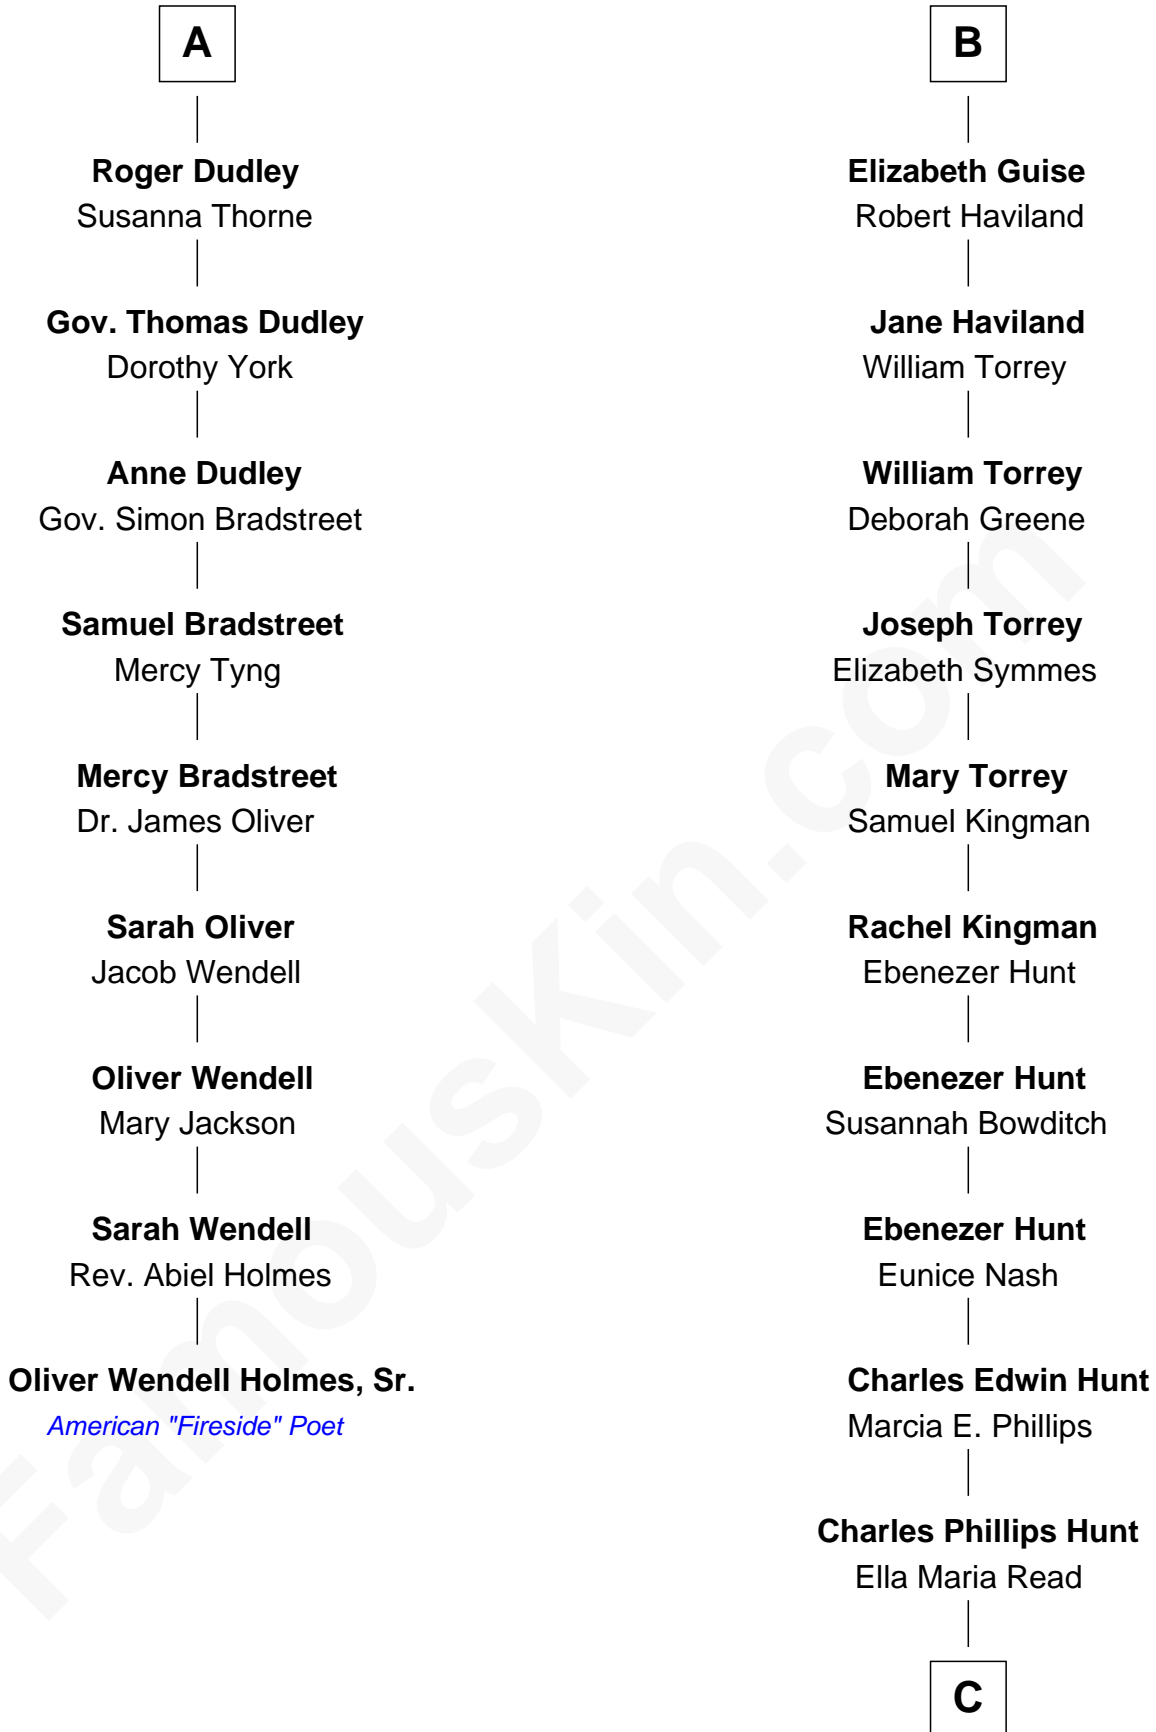 A
Roger Dudley
Susanna Thorne
Gov. Thomas Dudley
Dorothy York
Anne Dudley
Gov. Simon Bradstreet
Samuel Bradstreet
Mercy Tyng
Mercy Bradstreet
Dr. James Oliver
Sarah Oliver
Jacob Wendell
Oliver Wendell
Mary Jackson
Sarah Wendell
Rev. Abiel Holmes
Oliver Wendell Holmes, Sr.
American "Fireside" Poet
B
Elizabeth Guise
Robert Haviland
Jane Haviland
William Torrey
William Torrey
Deborah Greene
Joseph Torrey
Elizabeth Symmes
Mary Torrey
Samuel Kingman
Rachel Kingman
Ebenezer Hunt
Ebenezer Hunt
Susannah Bowditch
Ebenezer Hunt
Eunice Nash
Charles Edwin Hunt
Marcia E. Phillips
Charles Phillips Hunt
Ella Maria Read
C
FamousKin.com